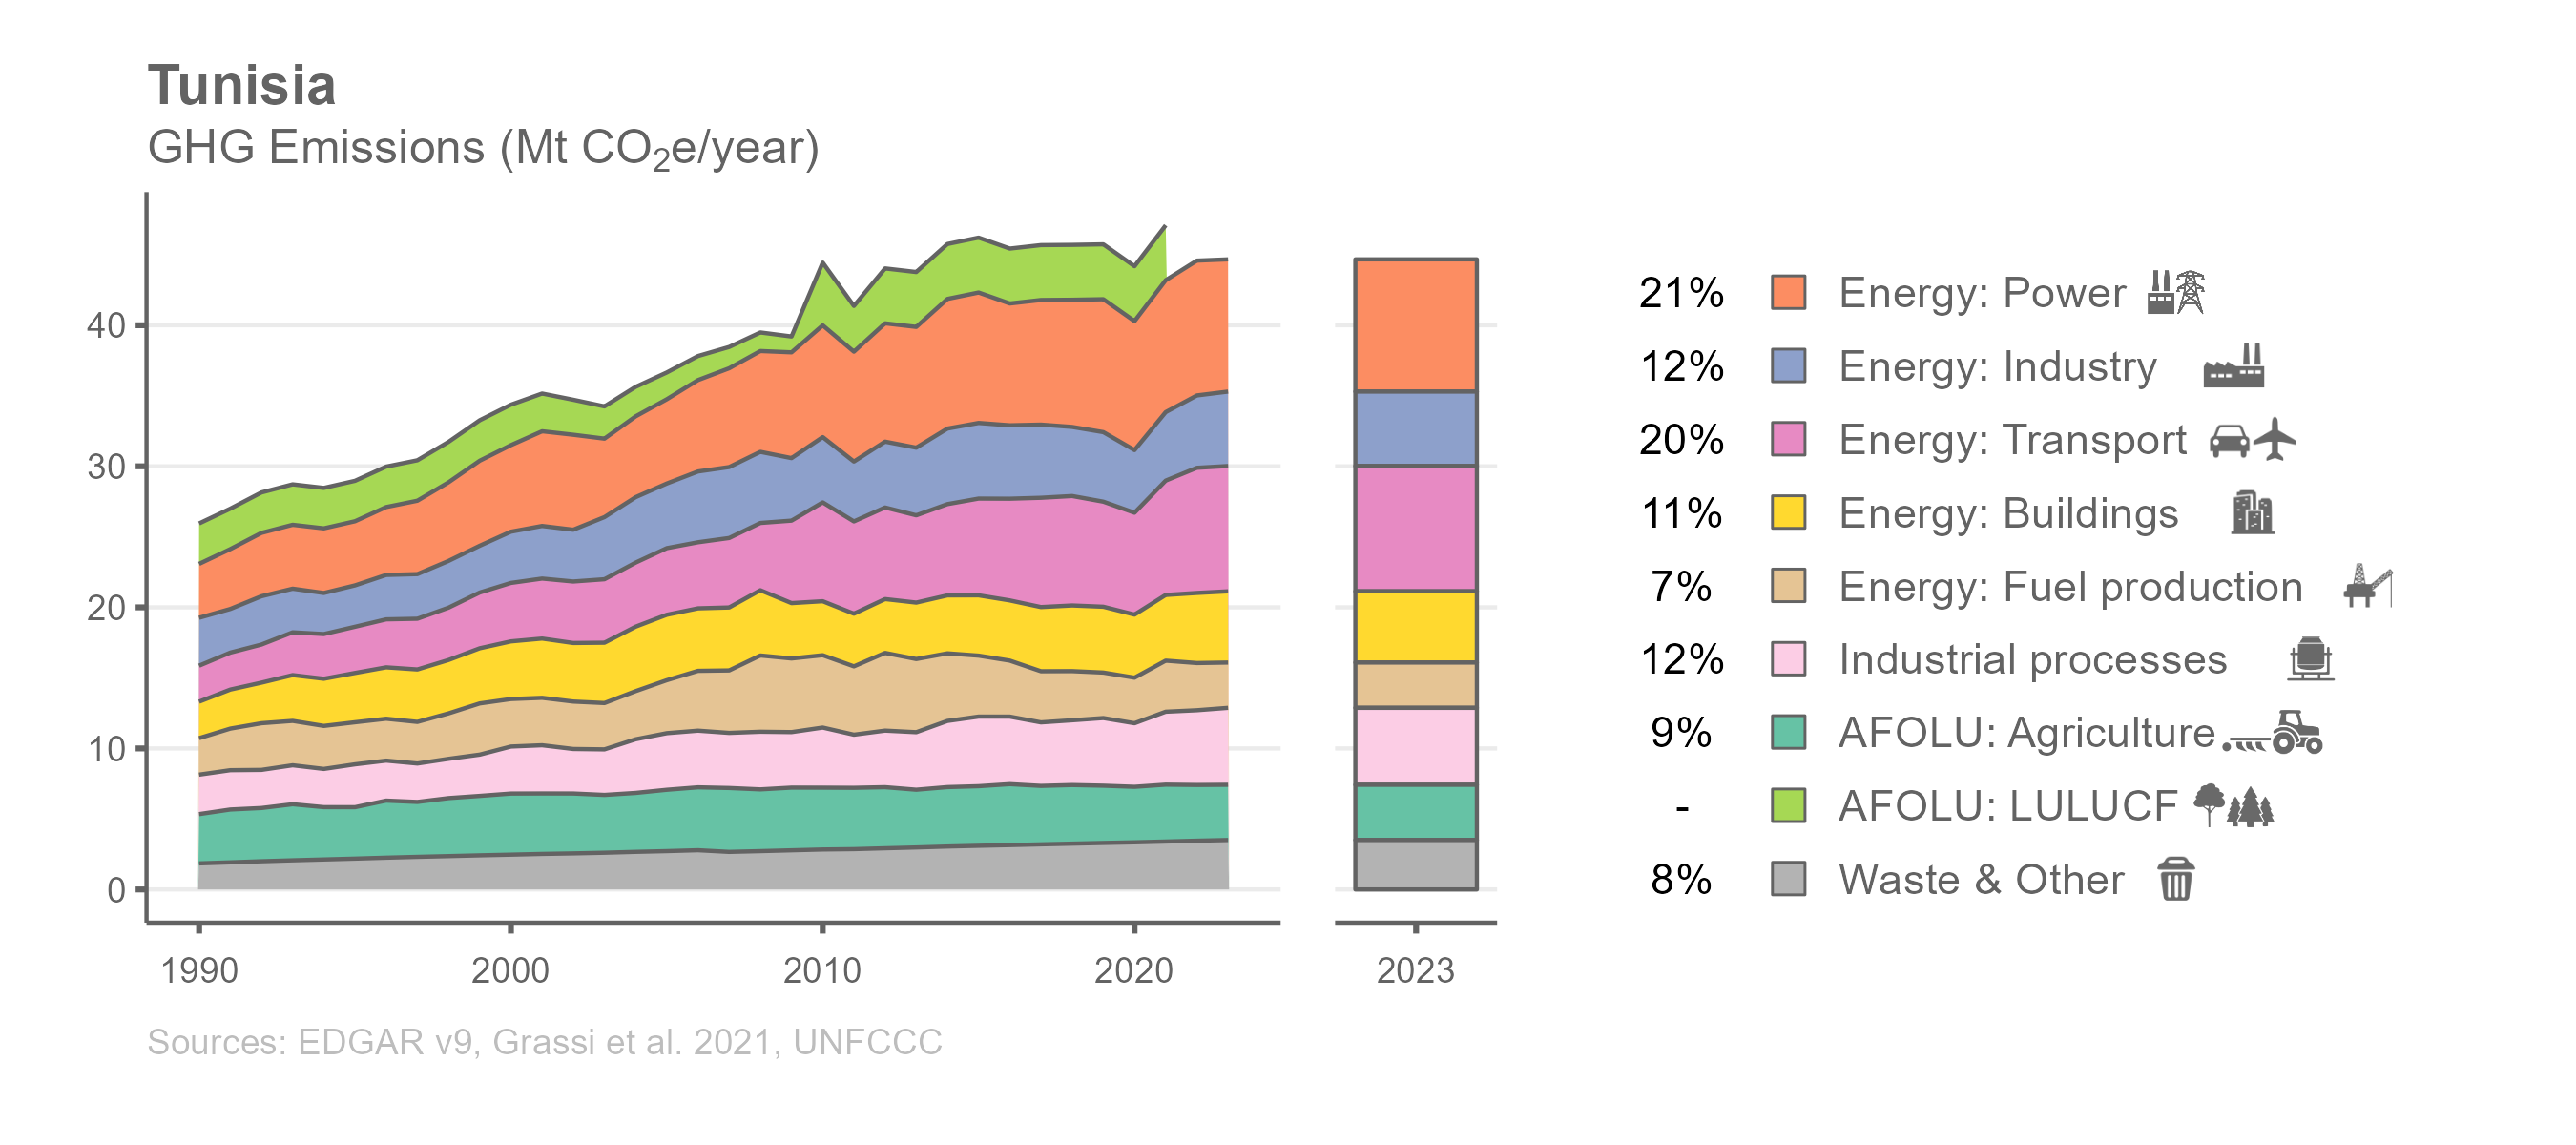 Tunisia
GHG Emissions (Mt CO₂e/year)
40
30
20
10
0
1990 2000 2010 2020 2023
21% Energy: Power
12% Energy: Industry
20% Energy: Transport
11% Energy: Buildings
7% Energy: Fuel production
12% Industrial processes
9% AFOLU: Agriculture
- AFOLU: LULUCF
8% Waste & Other
Sources: EDGAR v9, Grassi et al. 2021, UNFCCC